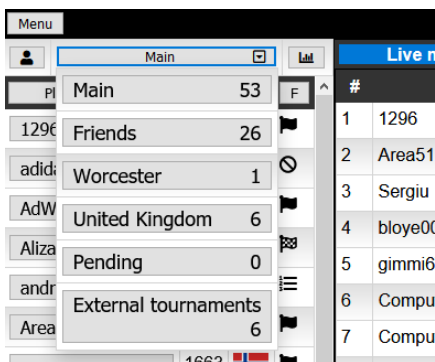 Menu
Main
Live
Pl
F
#
Main 53
Friends 26
Worcester 1
United Kingdom 6
Pending 0
External tournaments
6
1296
adida
AdW
Aliza
andr
Area
1663
1 1296
2 Area51
3 Sergiu
4 bloye00
5 gimmi6
6 Compu
7 Compu